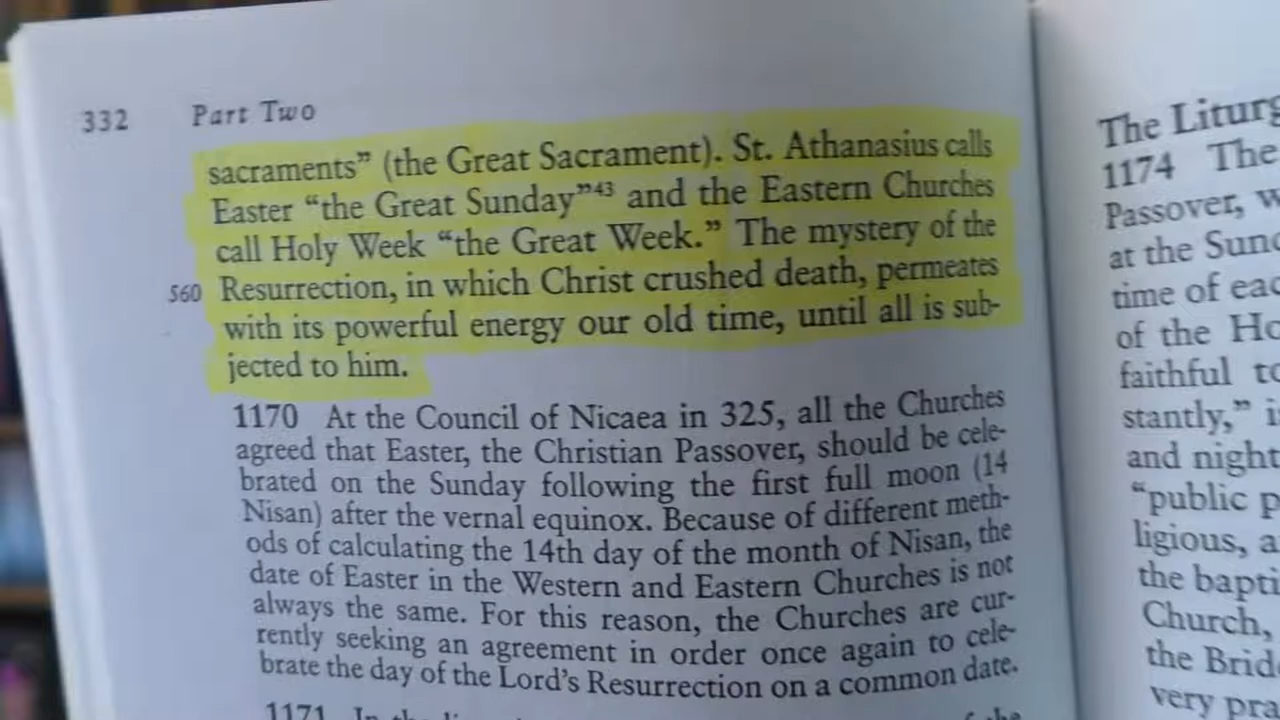 332 Part Two
sacraments” (the Great Sacrament). St. Athanasius calls
Easter “the Great Sunday”43 and the Eastern Churches
call Holy Week “the Great Week.” The mystery of the
560 Resurrection, in which Christ crushed death, permeates
with its powerful energy our old time, until all is sub-
jected to him.
1170 At the Council of Nicaea in 325, all the Churches
agreed that Easter, the Christian Passover, should be cele-
brated on the Sunday following the first full moon (14
Nisan) after the vernal equinox. Because of different meth-
ods of calculating the 14th day of the month of Nisan, the
date of Easter in the Western and Eastern Churches is not
always the same. For this reason, the Churches are cur-
rently seeking an agreement in order once again to cele-
brate the day of the Lord’s Resurrection on a common date.
1171 In the
The Liturg
1174 The
Passover, w
at the Sun
time of eac
of the Ho
faithful to
stantly,” i
and night
“public p
ligious, a
the bapti
Church,
the Brid
very pra